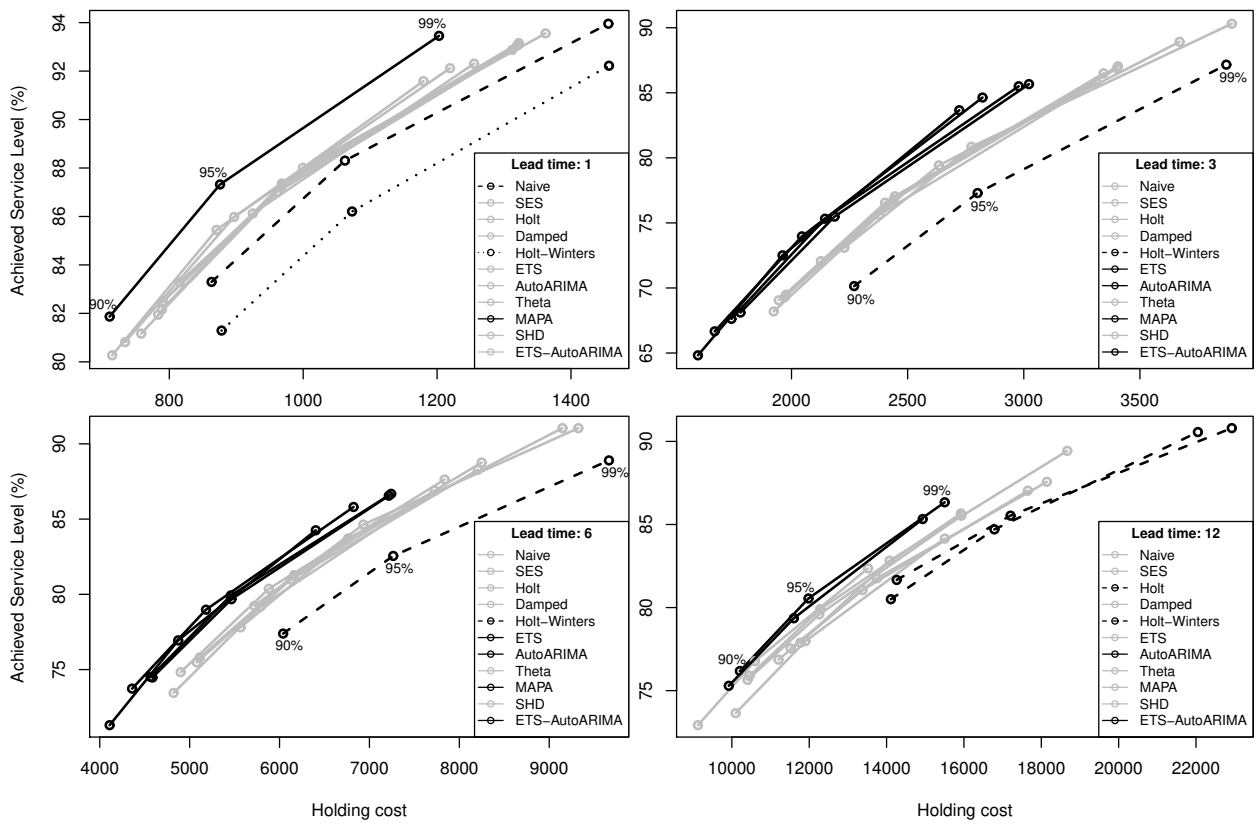 Achieved Service Level (%)
94
92
90
88
86
84
82
80
99%
95%
90%
Lead time: 1
Naive
SES
Holt
Damped
Holt−Winters
ETS
AutoARIMA
Theta
MAPA
SHD
ETS−AutoARIMA
800
1000
1200
1400
90
85
80
75
70
65
99%
95%
90%
Lead time: 3
Naive
SES
Holt
Damped
Holt−Winters
ETS
AutoARIMA
Theta
MAPA
SHD
ETS−AutoARIMA
2000
2500
3000
3500
Achieved Service Level (%)
90
85
80
75
99%
95%
90%
Lead time: 6
Naive
SES
Holt
Damped
Holt−Winters
ETS
AutoARIMA
Theta
MAPA
SHD
ETS−AutoARIMA
4000
5000
6000
7000
8000
9000
Holding cost
90
85
80
75
99%
95%
90%
Lead time: 12
Naive
SES
Holt
Damped
Holt−Winters
ETS
AutoARIMA
Theta
MAPA
SHD
ETS−AutoARIMA
10000
12000
14000
16000
18000
20000
22000
Holding cost